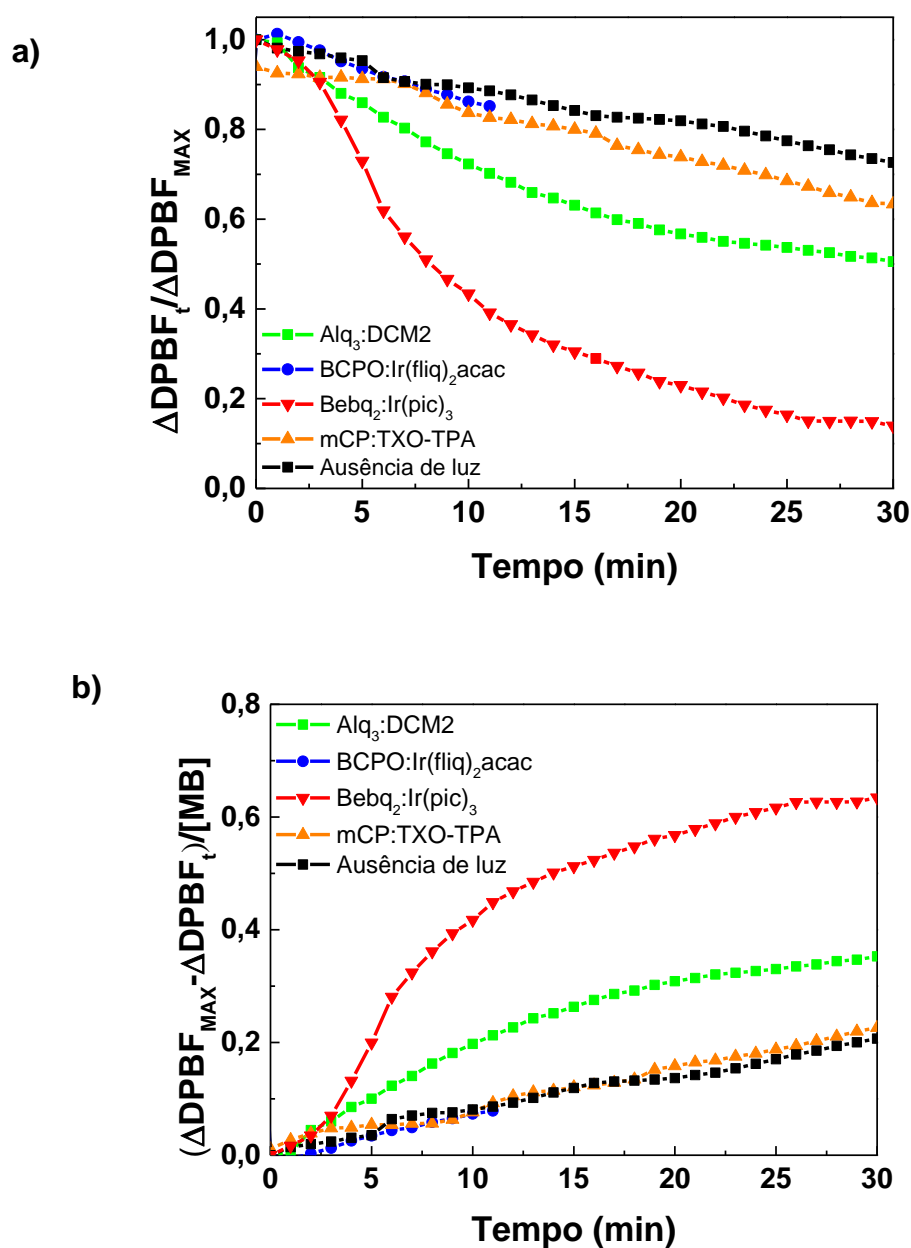 a)
ΔDPBFt/ΔDPBFMAX
1,0
0,8
0,6
0,4
0,2
0,0
Alq3:DCM2
BCPO:Ir(fliq)2acac
Bebq2:Ir(pic)3
mCP:TXO-TPA
Ausência de luz
0 5 10 15 20 25 30
Tempo (min)
b)
(ΔDPBFMAX-ΔDPBFt)/[MB]
0,8
0,6
0,4
0,2
0,0
Alq3:DCM2
BCPO:Ir(fliq)2acac
Bebq2:Ir(pic)3
mCP:TXO-TPA
Ausência de luz
0 5 10 15 20 25 30
Tempo (min)